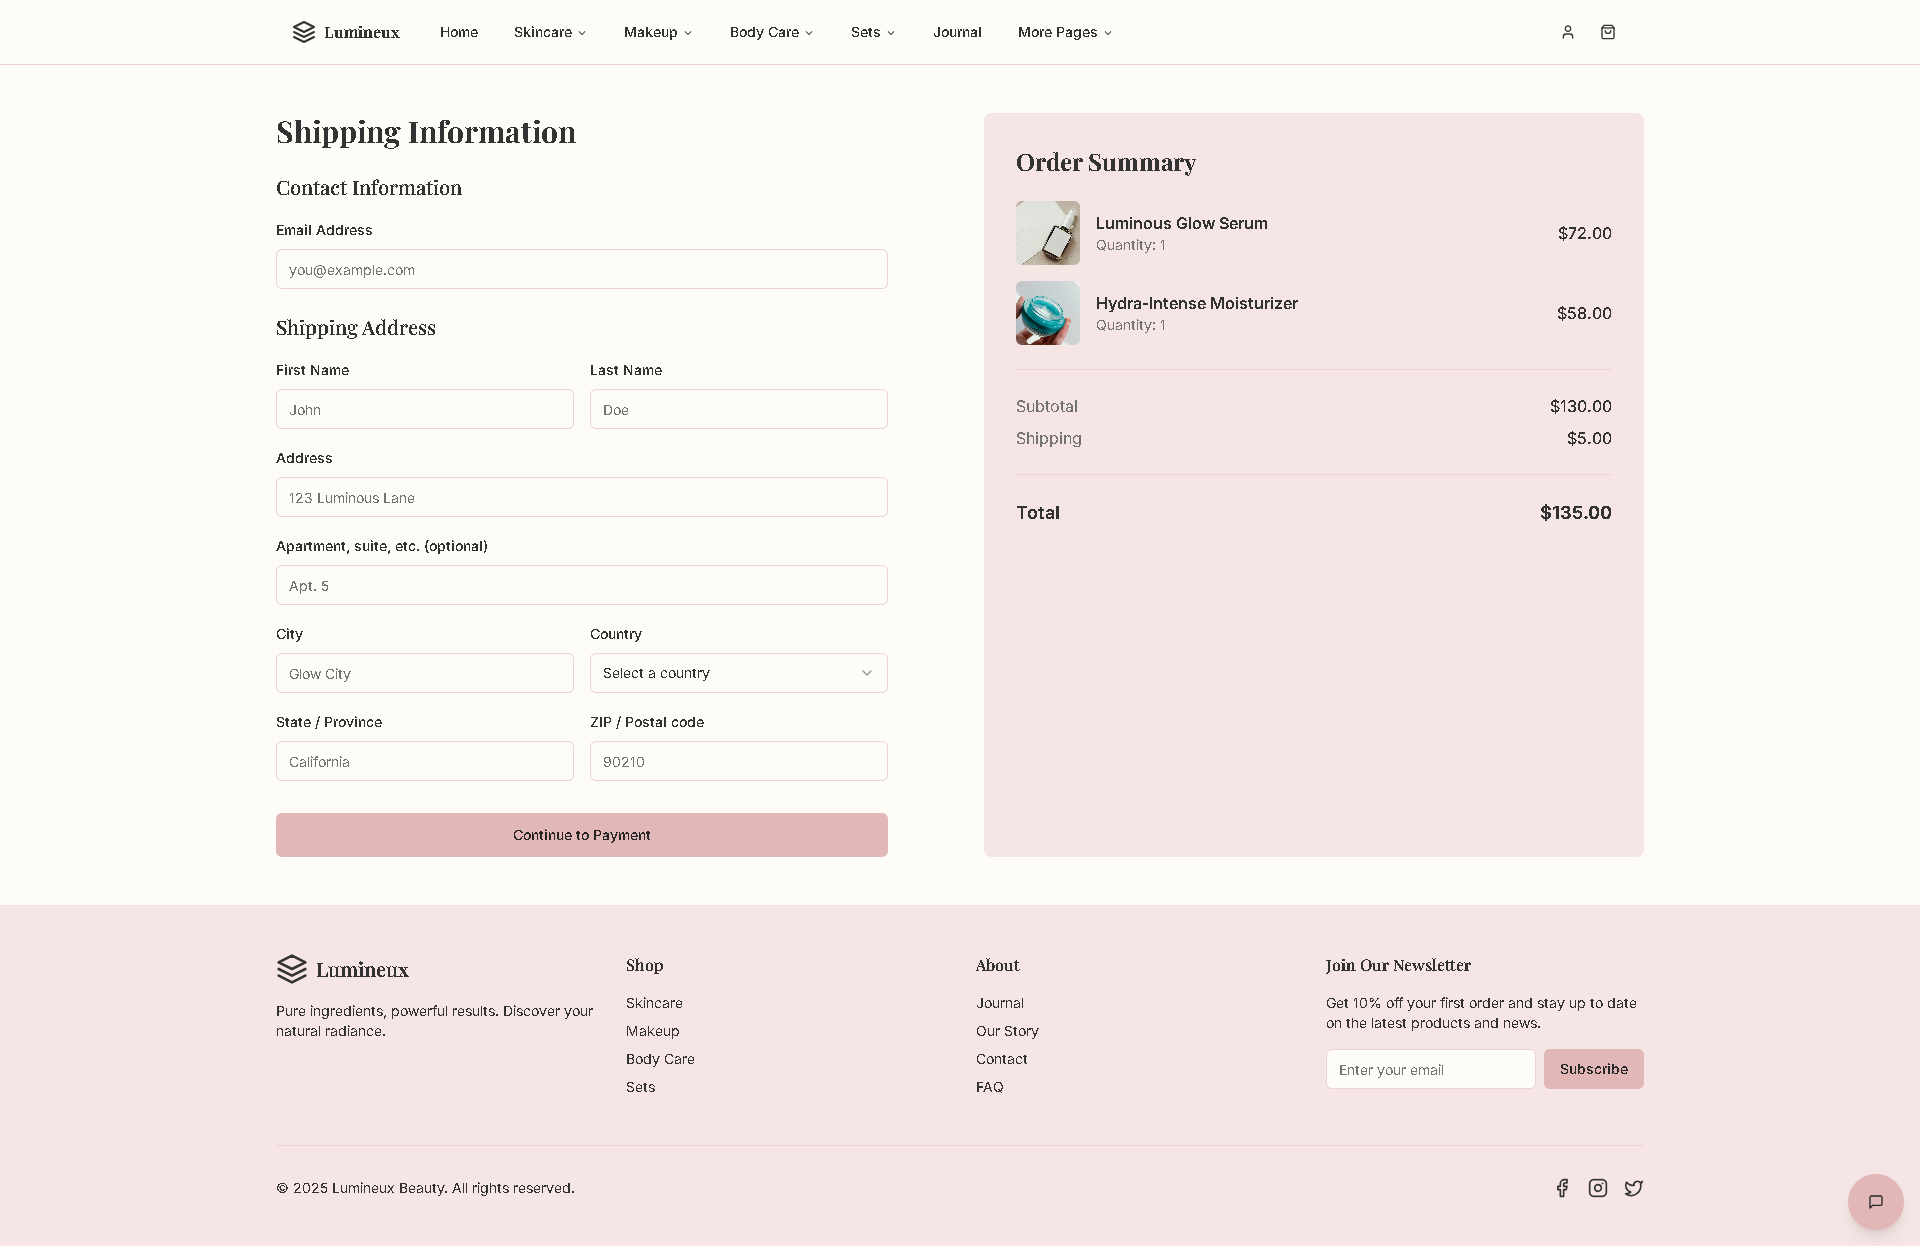 Lumineux
Home
Skincare
Makeup
Body Care
Sets
Journal
More Pages
Shipping Information
Contact Information
Email Address
you@example.com
Shipping Address
First Name
Last Name
John
Doe
Address
123 Luminous Lane
Apartment, suite, etc. (optional)
Apt. 5
City
Country
Glow City
Select a country
State / Province
ZIP / Postal code
California
90210
Continue to Payment
Order Summary
Luminous Glow Serum
Quantity: 1
$72.00
Hydra-Intense Moisturizer
Quantity: 1
$58.00
Subtotal
$130.00
Shipping
$5.00
Total
$135.00
Lumineux
Pure ingredients, powerful results. Discover your
natural radiance.
Shop
Skincare
Makeup
Body Care
Sets
About
Journal
Our Story
Contact
FAQ
Join Our Newsletter
Get 10% off your first order and stay up to date
on the latest products and news.
Enter your email
Subscribe
© 2025 Lumineux Beauty. All rights reserved.